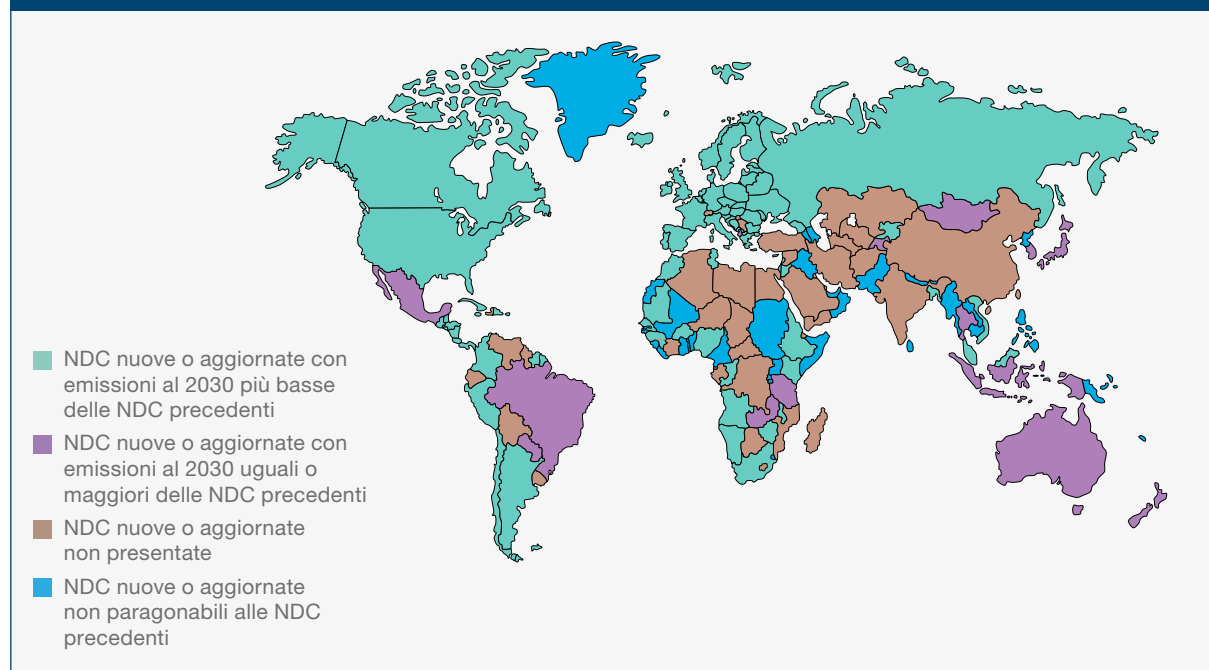 NDC nuove o aggiornate con
emissioni al 2030 più basse
delle NDC precedenti
NDC nuove o aggiornate con
emissioni al 2030 uguali o
maggiori delle NDC precedenti
NDC nuove o aggiornate
non presentate
NDC nuove o aggiornate
non paragonabili alle NDC
precedenti